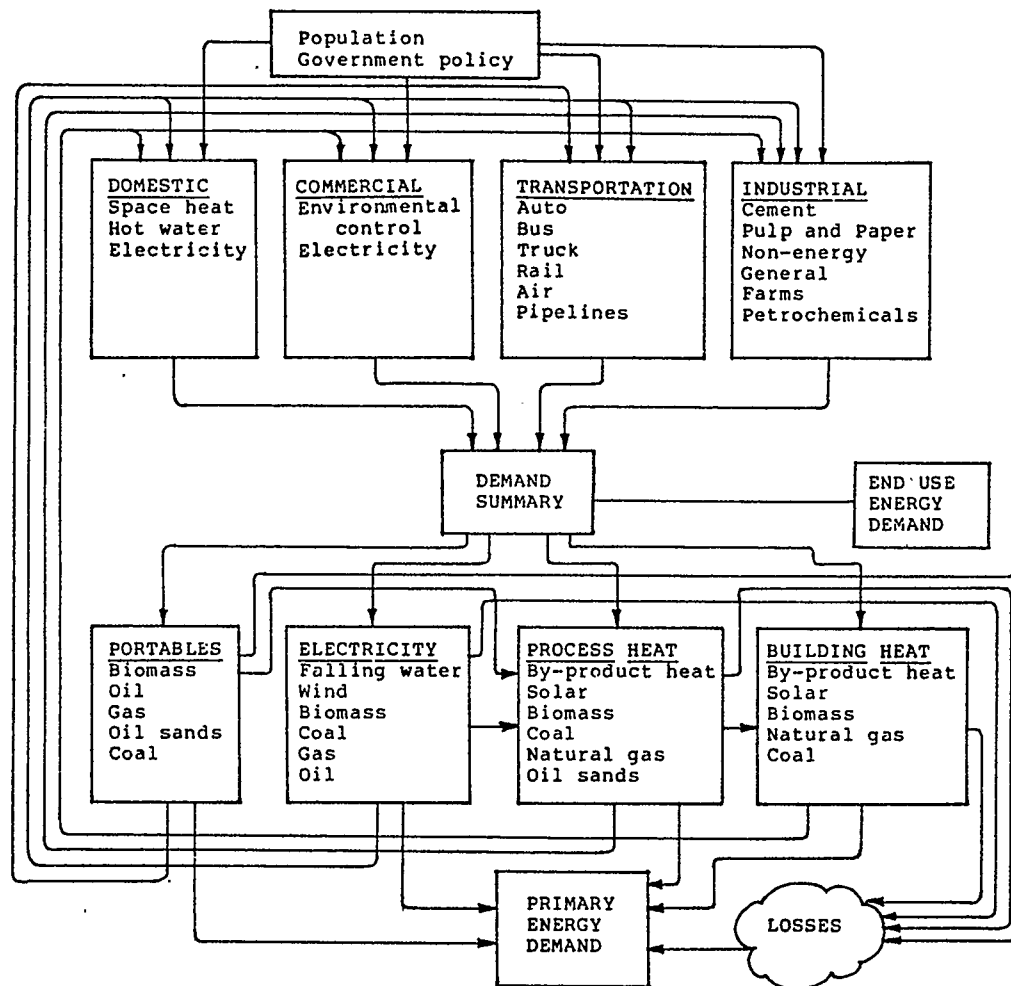 Population
Government policy
DOMESTIC
Space heat
Hot water
Electricity
COMMERCIAL
Environmental
control
Electricity
TRANSPORTATION
Auto
Bus
Truck
Rail
Air
Pipelines
INDUSTRIAL
Cement
Pulp and Paper
Non-energy
General
Farms
Petrochemicals
DEMAND
SUMMARY
END USE
ENERGY
DEMAND
PORTABLES
Biomass
Oil
Gas
Oil sands
Coal
ELECTRICITY
Falling water
Wind
Biomass
Coal
Gas
Oil
PROCESS HEAT
By-product heat
Solar
Biomass
Coal
Natural gas
Oil sands
BUILDING HEAT
By-product heat
Solar
Biomass
Natural gas
Coal
PRIMARY
ENERGY
DEMAND
LOSSES